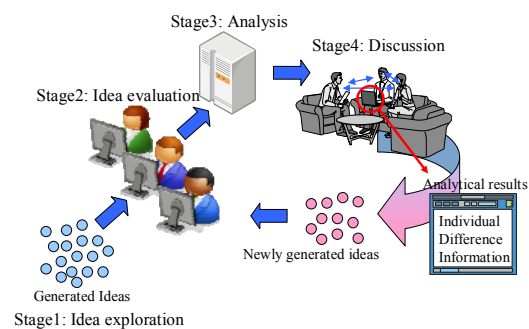 Stage3: Analysis
Stage4: Discussion
Stage2: Idea evaluation
Analytical results
Individual
Difference
Information
Newly generated ideas
Generated Ideas
Stage1: Idea exploration